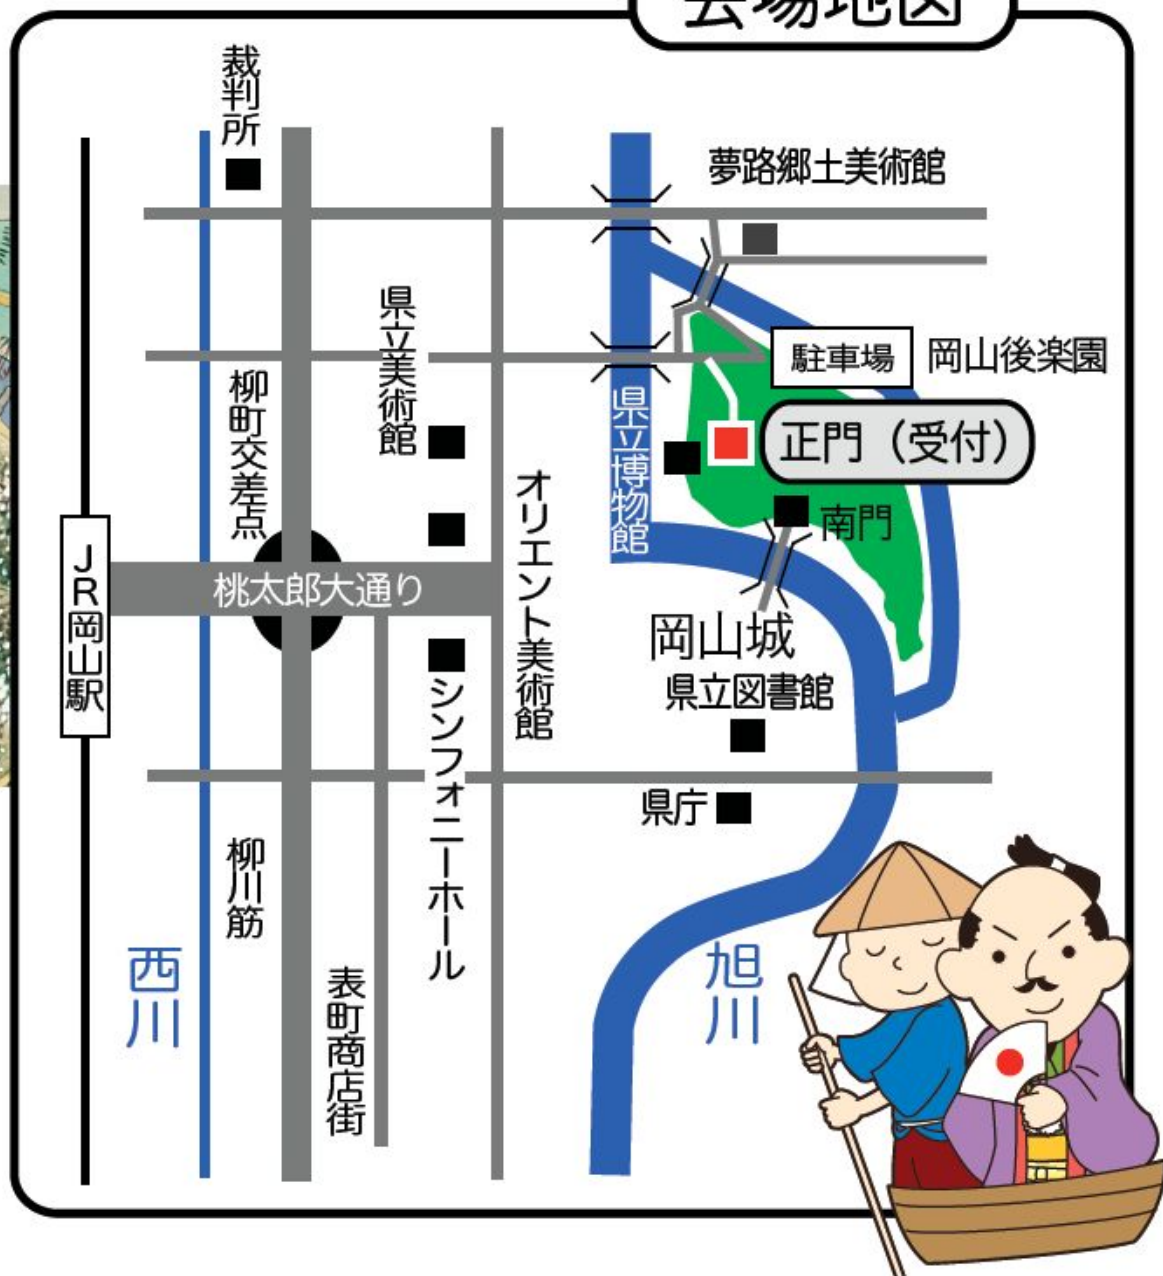 会場地図
裁判所
夢路郷土美術館
県立美術館
駐車場
岡山後楽園
柳町交差点
県立博物館
正門（受付）
オリエント美術館
南門
JR岡山駅
桃太郎大通り
岡山城
県立図書館
シンフォニーホール
県庁
柳川筋
西川
旭川
表町商店街